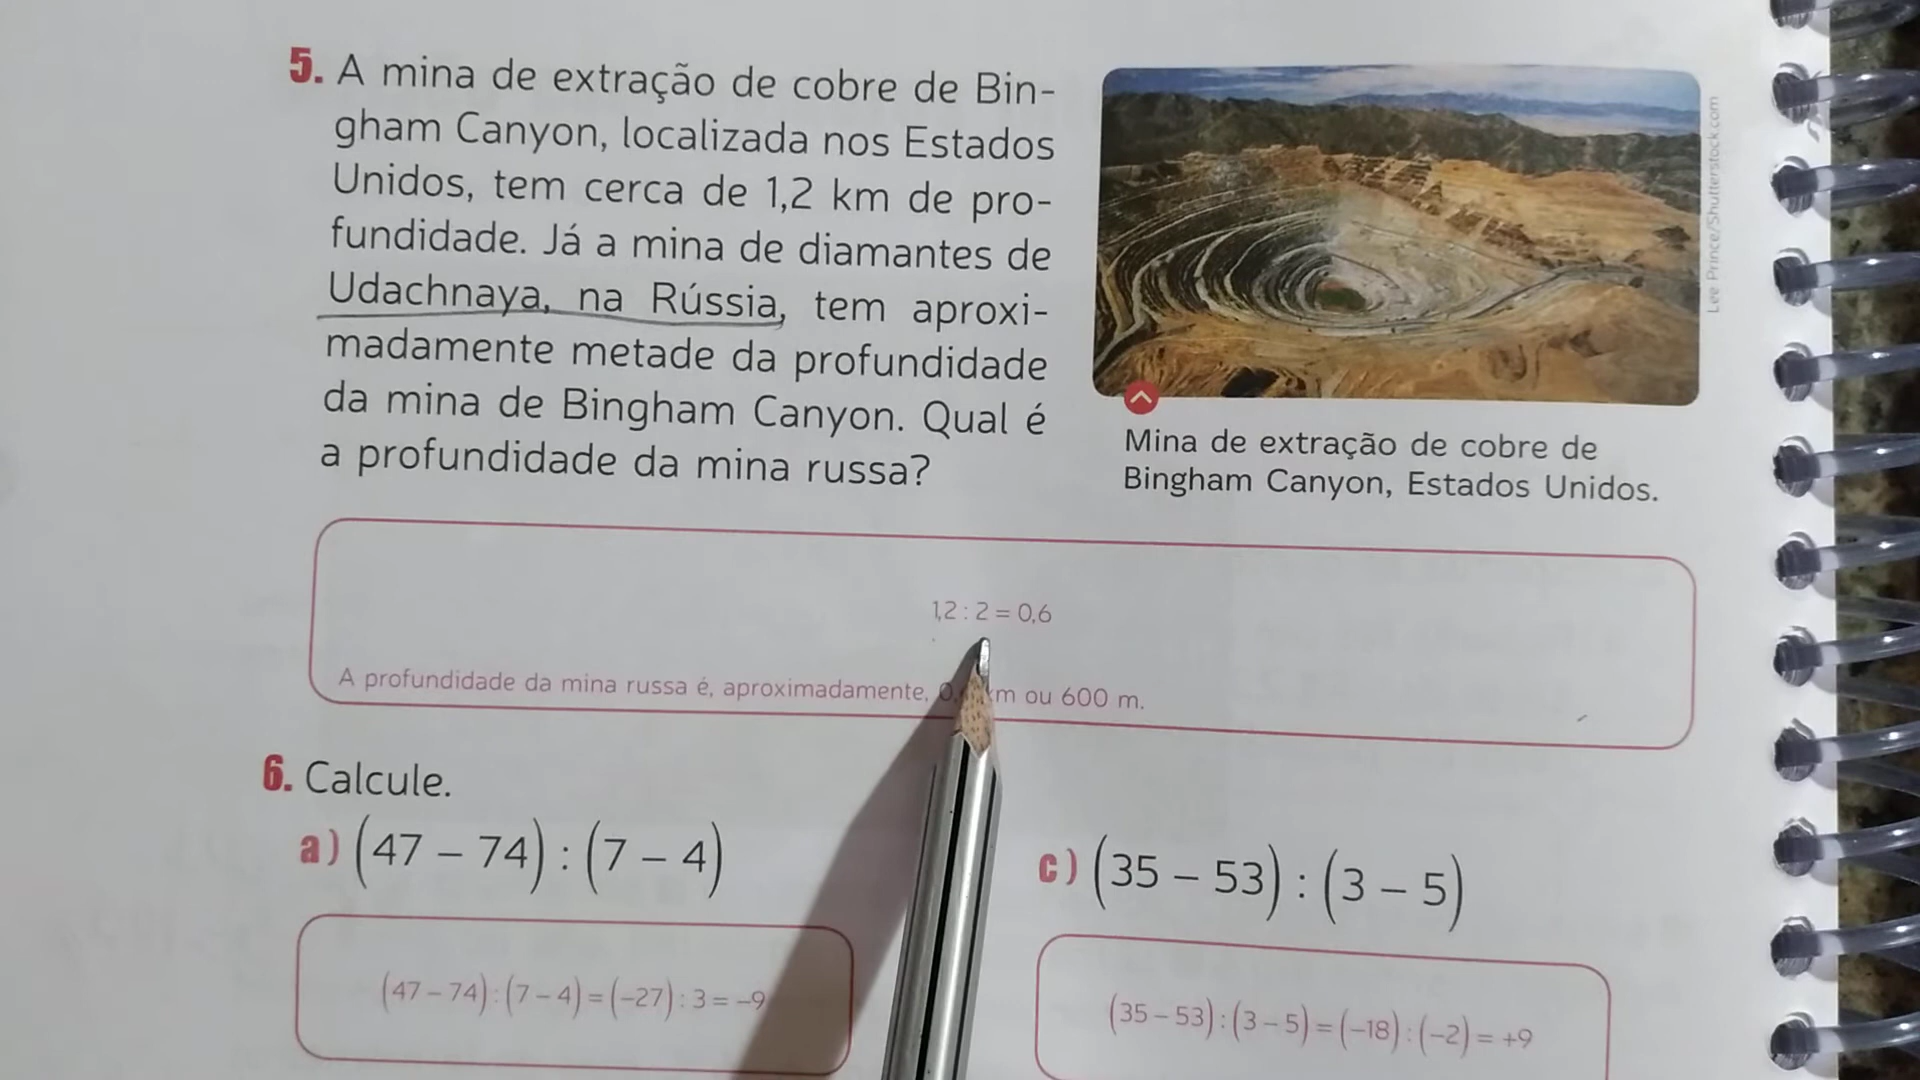 5. A mina de extração de cobre de Bin-
gham Canyon, localizada nos Estados
Unidos, tem cerca de 1,2 km de pro-
fundidade. Já a mina de diamantes de
Udachnaya, na Rússia, tem aproxi-
madamente metade da profundidade
da mina de Bingham Canyon. Qual é
a profundidade da mina russa?
Lee Prince/Shutterstock.com
Mina de extração de cobre de
Bingham Canyon, Estados Unidos.
1,2 : 2 = 0,6
A profundidade da mina russa é, aproximadamente, km ou 600 m.
6. Calcule.
a) (47 – 74) : (7 – 4)
(47 – 74) : (7 – 4) = (–27) : 3 = –9
c) (35 – 53) : (3 – 5)
(35 – 53) : (3 – 5) = (–18) : (–2) = +9